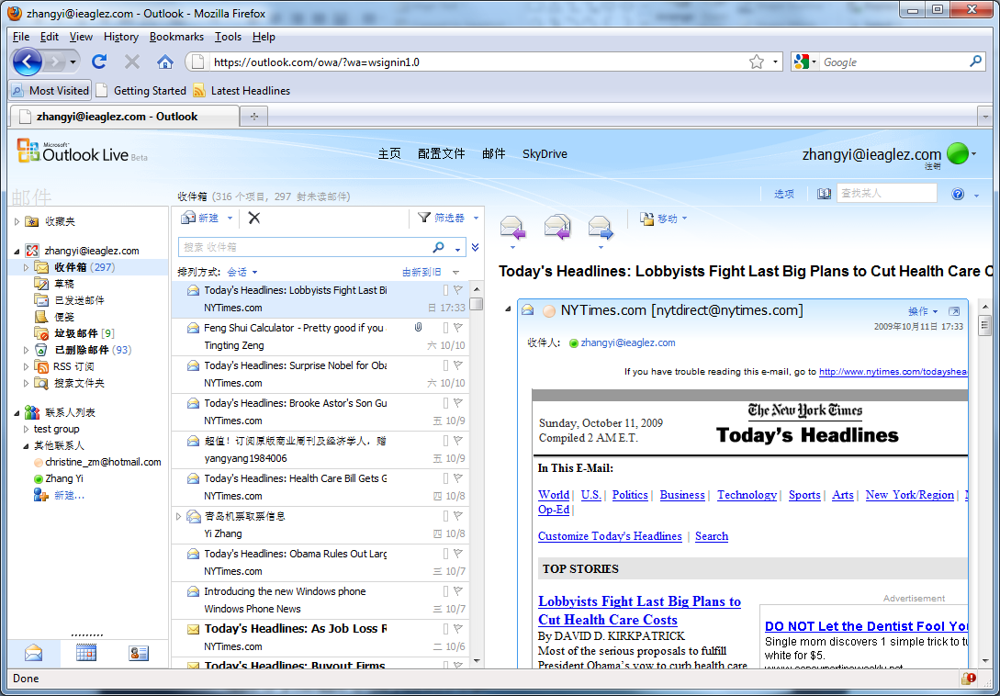 zhangyi@ieaglez.com - Outlook - Mozilla Firefox
File Edit View History Bookmarks Tools Help
https://outlook.com/owa/?wa=wsignin1.0
Google
Most Visited Getting Started Latest Headlines
zhangyi@ieaglez.com - Outlook
Microsoft
Outlook Live Beta
主页 配置文件 邮件 SkyDrive
zhangyi@ieaglez.com
注销
邮件
收件箱 (316 个项目, 297 封未读邮件)
选项
查找某人
收藏夹
zhangyi@ieaglez.com
收件箱 (297)
草稿
已发送邮件
便笺
垃圾邮件 [9]
已删除邮件 (93)
RSS 订阅
搜索文件夹
联系人列表
test group
其他联系人
christine_zm@hotmail.com
Zhang Yi
新建...
新建
筛选器
搜索 收件箱
排列方式: 会话
由新到旧
Today's Headlines: Lobbyists Fight Last Bi
NYTimes.com
日 17:33
Feng Shui Calculator - Pretty good if you
Tingting Zeng
六 10/10
Today's Headlines: Surprise Nobel for Oba
NYTimes.com
六 10/10
Today's Headlines: Brooke Astor's Son Gu
NYTimes.com
五 10/9
超值! 订阅原版商业周刊及经济学人, 赠
yangyang1984006
五 10/9
Today's Headlines: Health Care Bill Gets G
NYTimes.com
四 10/8
青岛机票取票信息
Yi Zhang
四 10/8
Today's Headlines: Obama Rules Out Larg
NYTimes.com
三 10/7
Introducing the new Windows phone
Windows Phone News
三 10/7
Today's Headlines: As Job Loss R
NYTimes.com
二 10/6
Today's Headlines: Buyout Firms
移动
Today's Headlines: Lobbyists Fight Last Big Plans to Cut Health Care C
NYTimes.com [nytdirect@nytimes.com]
操作
2009年10月11日 17:33
收件人: zhangyi@ieaglez.com
If you have trouble reading this e-mail, go to http://www.nytimes.com/todayshead
The New York Times
Sunday, October 11, 2009
Compiled 2 AM E.T.
Today's Headlines
In This E-Mail:
World | U.S. | Politics | Business | Technology | Sports | Arts | New York/Region |
Op-Ed |
Customize Today's Headlines | Search
TOP STORIES
Lobbyists Fight Last Big Plans to
Cut Health Care Costs
By DAVID D. KIRKPATRICK
Most of the serious proposals to fulfill
President Obama's vow to curb health care
Advertisement
DO NOT Let the Dentist Fool You
Single mom discovers 1 simple trick to tu
white for $5.
www.consumertipsweekly.net
Done